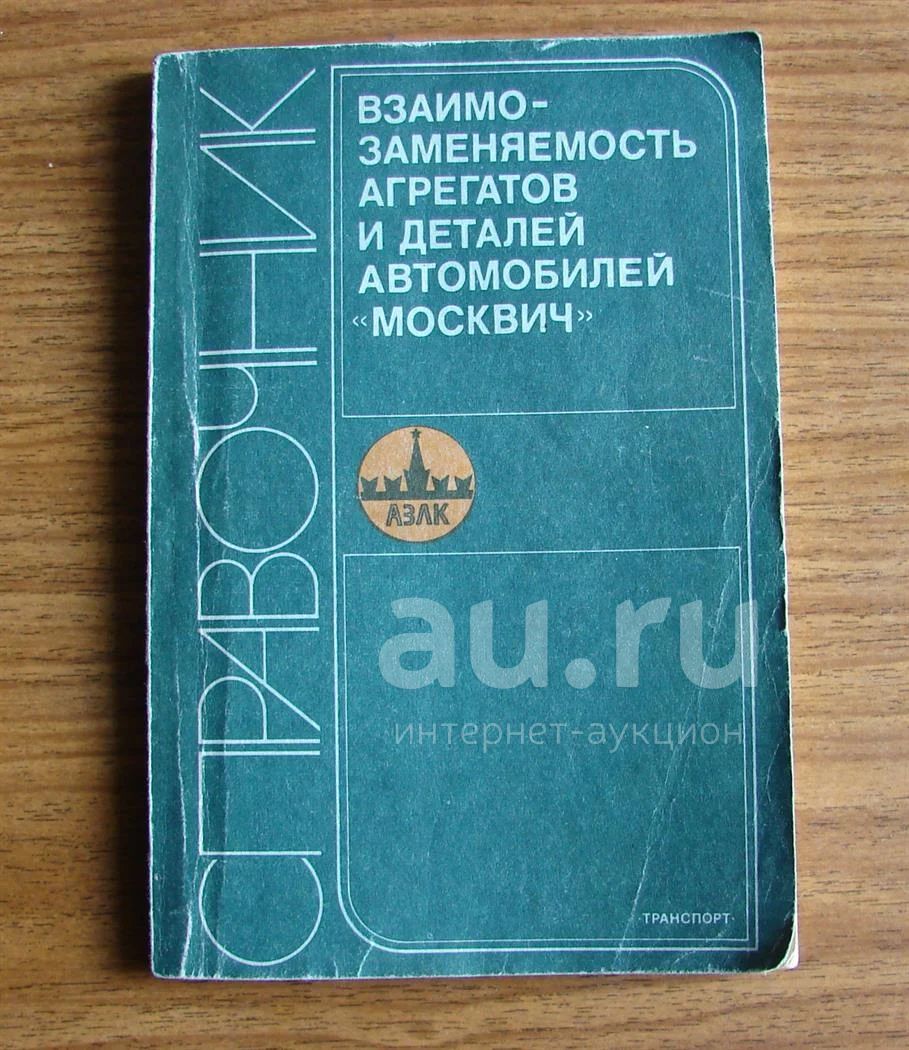 СПРАВОЧНИК
ВЗАИМО-
ЗАМЕНЯЕМОСТЬ
АГРЕГАТОВ
И ДЕТАЛЕЙ
АВТОМОБИЛЕЙ
«МОСКВИЧ»
АЗЛК
au.ru
интернет-аукцион
·ТРАНСПОРТ·